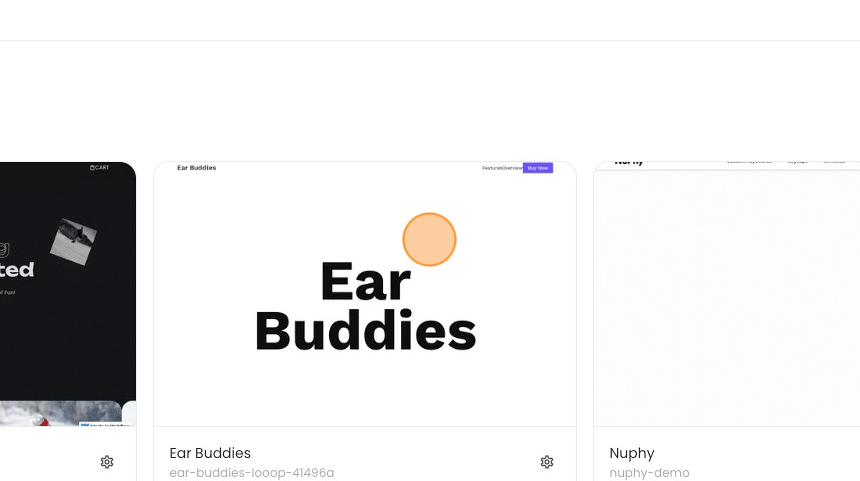 CART
ted
Ear Buddies
Features Overview Buy Now
Ear
Buddies
Ear Buddies
ear-buddies-looop-41496a
Nuphy
nuphy-demo